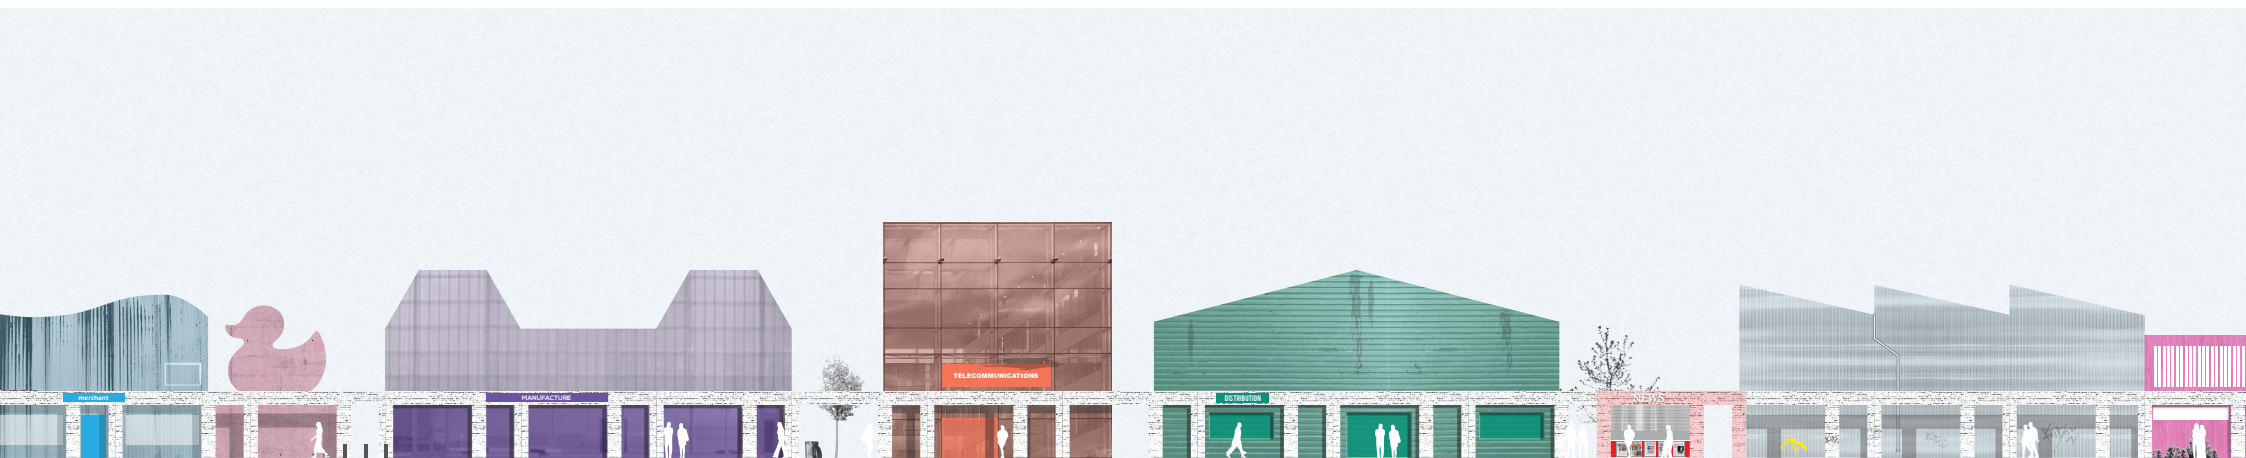 merchant
MANUFACTURE
TELECOMMUNICATIONS
DISTRIBUTION
NEWS